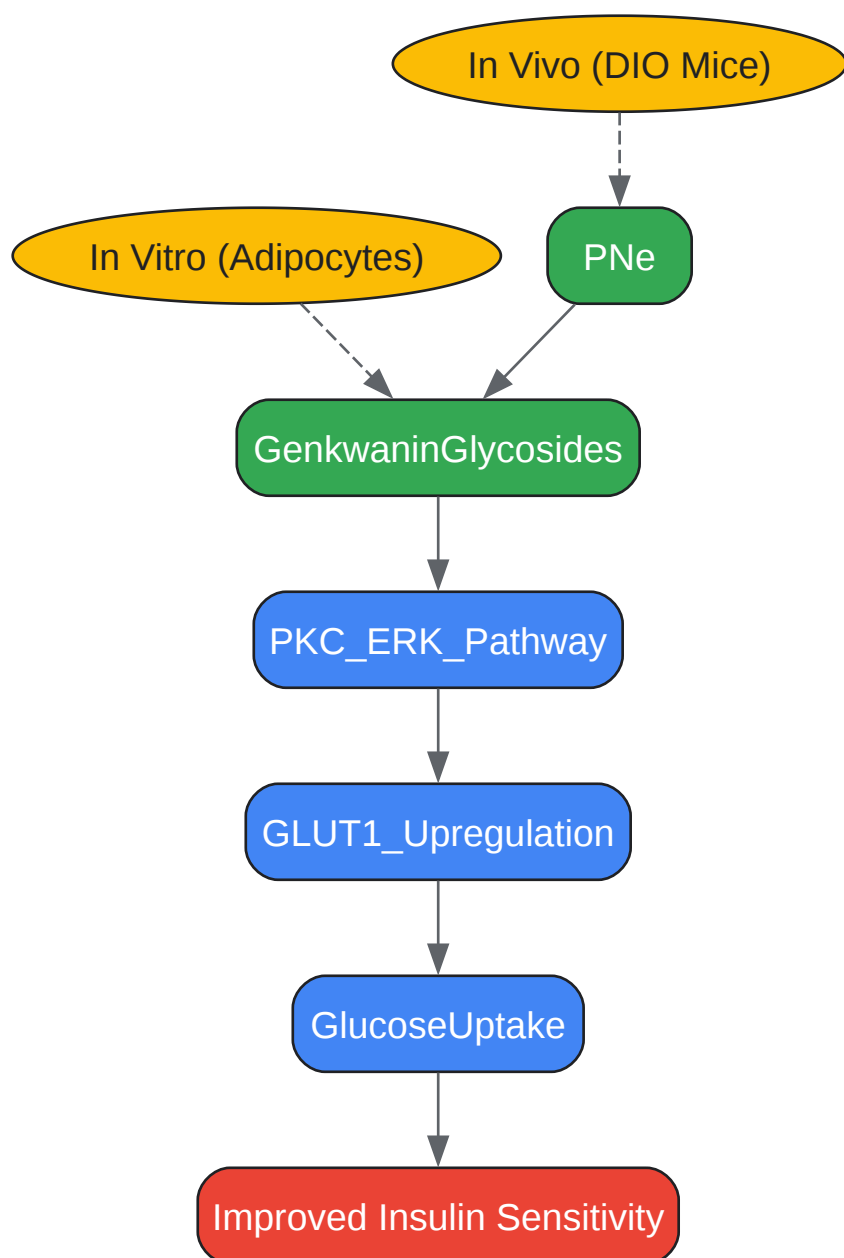 In Vivo (DIO Mice)
In Vitro (Adipocytes)
PNe
GenkwaninGlycosides
PKC_ERK_Pathway
GLUT1_Upregulation
GlucoseUptake
Improved Insulin Sensitivity